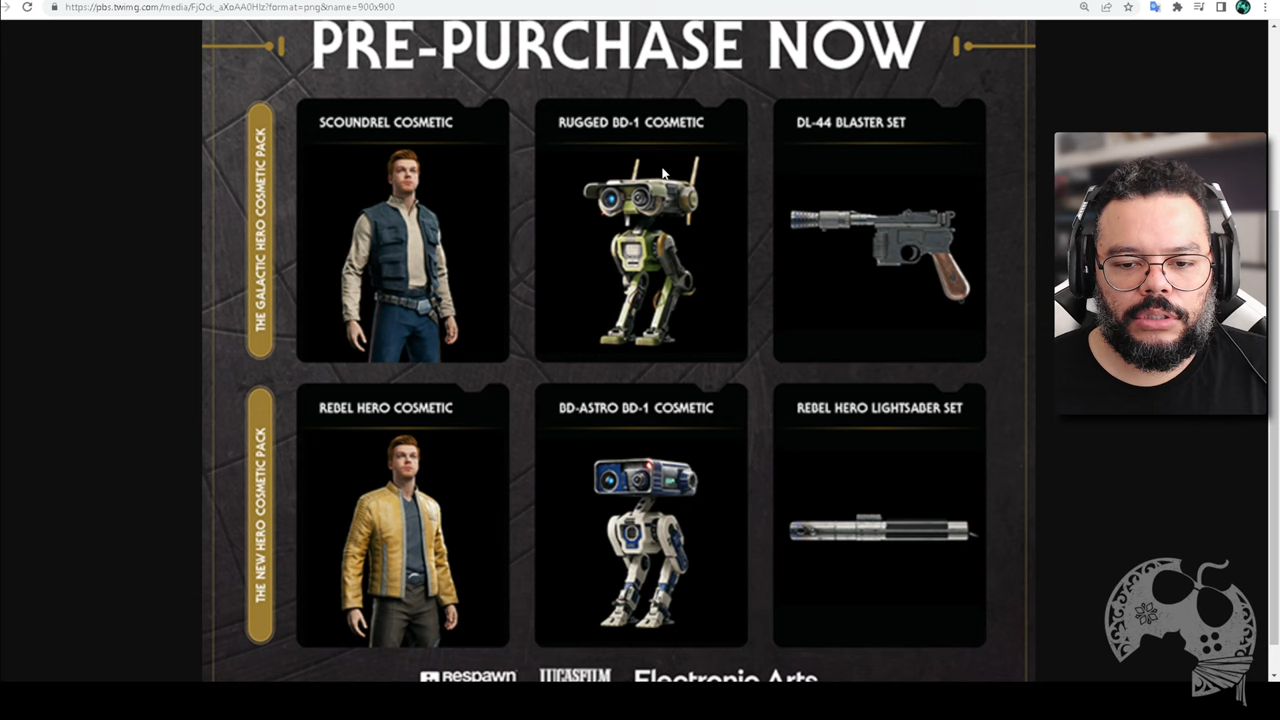 https://pbs.twimg.com/media/FjOck_aXoAA0HIz?format=png&name=900x900
PRE-PURCHASE NOW
THE GALACTIC HERO COSMETIC PACK
SCOUNDREL COSMETIC
RUGGED BD-1 COSMETIC
DL-44 BLASTER SET
THE NEW HERO COSMETIC PACK
REBEL HERO COSMETIC
BD-ASTRO BD-1 COSMETIC
REBEL HERO LIGHTSABER SET
RESPAWN
LUCASFILM
Electronic Arts